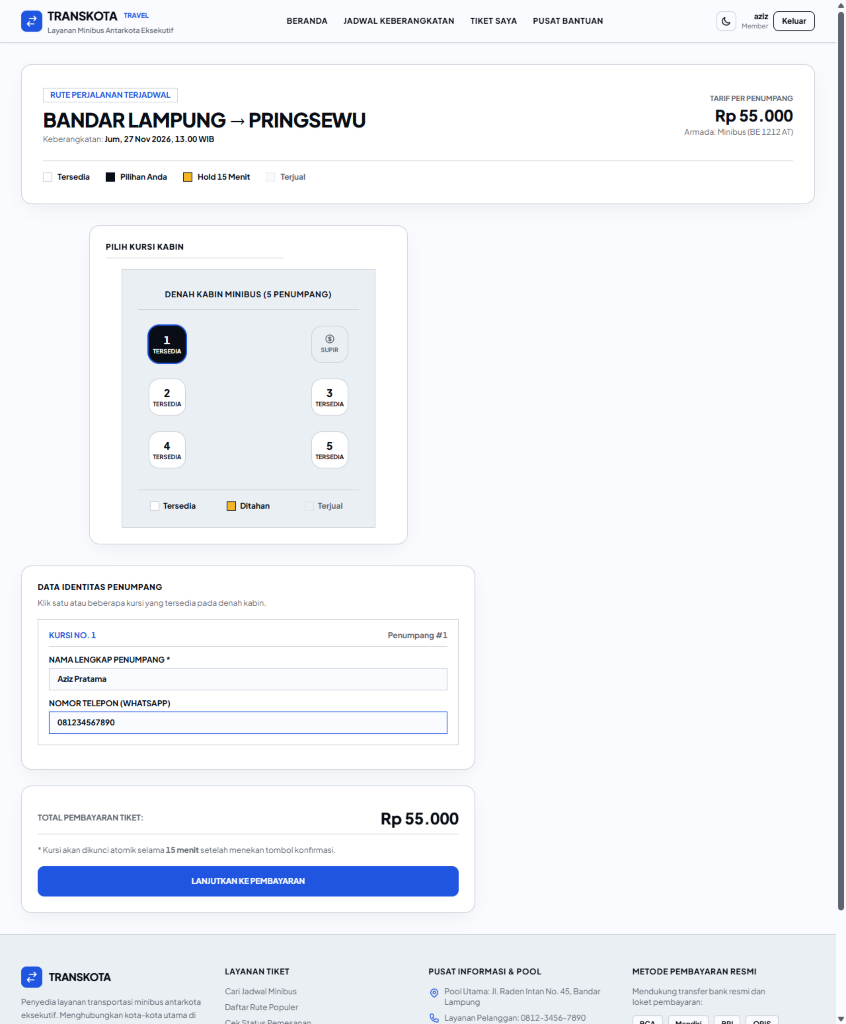 TRANSKOTA TRAVEL
Layanan Minibus Antarkota Eksekutif
BERANDA JADWAL KEBERANGKATAN TIKET SAYA PUSAT BANTUAN
aziz
Member
Keluar
RUTE PERJALANAN TERJADWAL
BANDAR LAMPUNG → PRINGSEWU
Keberangkatan: Jum, 27 Nov 2026, 13.00 WIB
TARIF PER PENUMPANG
Rp 55.000
Armada: Minibus (BE 1212 AT)
Tersedia Pilihan Anda Hold 15 Menit Terjual
PILIH KURSI KABIN
DENAH KABIN MINIBUS (5 PENUMPANG)
1
TERSEDIA
SUPIR
2
TERSEDIA
3
TERSEDIA
4
TERSEDIA
5
TERSEDIA
Tersedia Ditahan Terjual
DATA IDENTITAS PENUMPANG
Klik satu atau beberapa kursi yang tersedia pada denah kabin.
KURSI NO. 1 Penumpang #1
NAMA LENGKAP PENUMPANG *
Aziz Pratama
NOMOR TELEPON (WHATSAPP)
081234567890
TOTAL PEMBAYARAN TIKET: Rp 55.000
* Kursi akan dikunci atomik selama 15 menit setelah menekan tombol konfirmasi.
LANJUTKAN KE PEMBAYARAN
TRANSKOTA
Penyedia layanan transportasi minibus antarkota
eksekutif. Menghubungkan kota-kota utama di
LAYANAN TIKET
Cari Jadwal Minibus
Daftar Rute Populer
Cek Status Pemesanan
PUSAT INFORMASI & POOL
Pool Utama: Jl. Raden Intan No. 45, Bandar
Lampung
Layanan Pelanggan: 0812-3456-7890
METODE PEMBAYARAN RESMI
Mendukung transfer bank resmi dan
loket pembayaran:
BCA Mandiri BRI QRIS